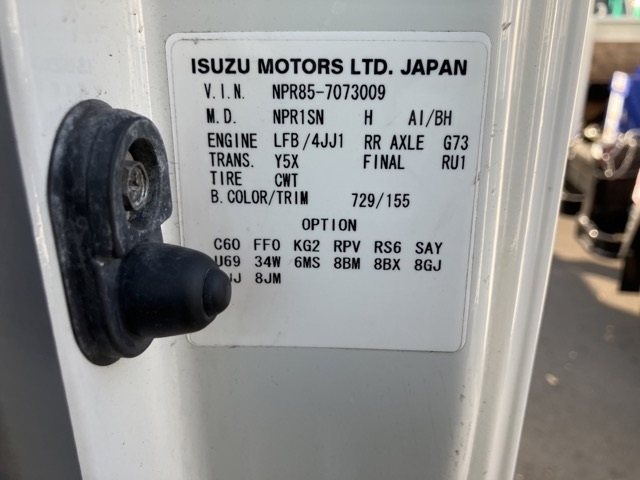 ISUZU MOTORS LTD. JAPAN
V.I.N. NPR85-7073009
M.D. NPR1SN H AI/BH
ENGINE LFB/4JJ1 RR AXLE G73
TRANS. Y5X FINAL RU1
TIRE CWT
B.COLOR/TRIM 729/155
OPTION
C60 FF0 KG2 RPV RS6 SAY
U69 34W 6MS 8BM 8BX 8GJ
8JM